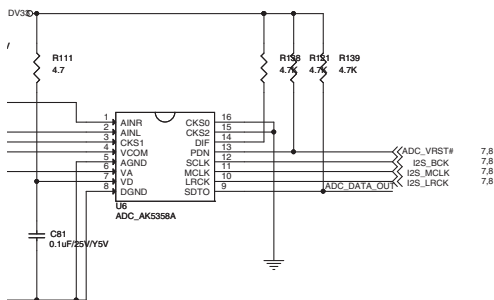 DV33
R111
4.7
R138
4.7K
R121
4.7K
R139
4.7K
1 AINR CKS0 16
2 AINL CKS2 15
3 CKS1 DIF 14
4 VCOM PDN 13
5 AGND SCLK 12
6 VA MCLK 11
7 VD LRCK 10
8 DGND SDTO 9
U6
ADC_AK5358A
ADC_VRST# 7,8
I2S_BCK 7,8
I2S_MCLK 7,8
I2S_LRCK 7,8
ADC_DATA_OUT
C81
0.1uF/25V/Y5V